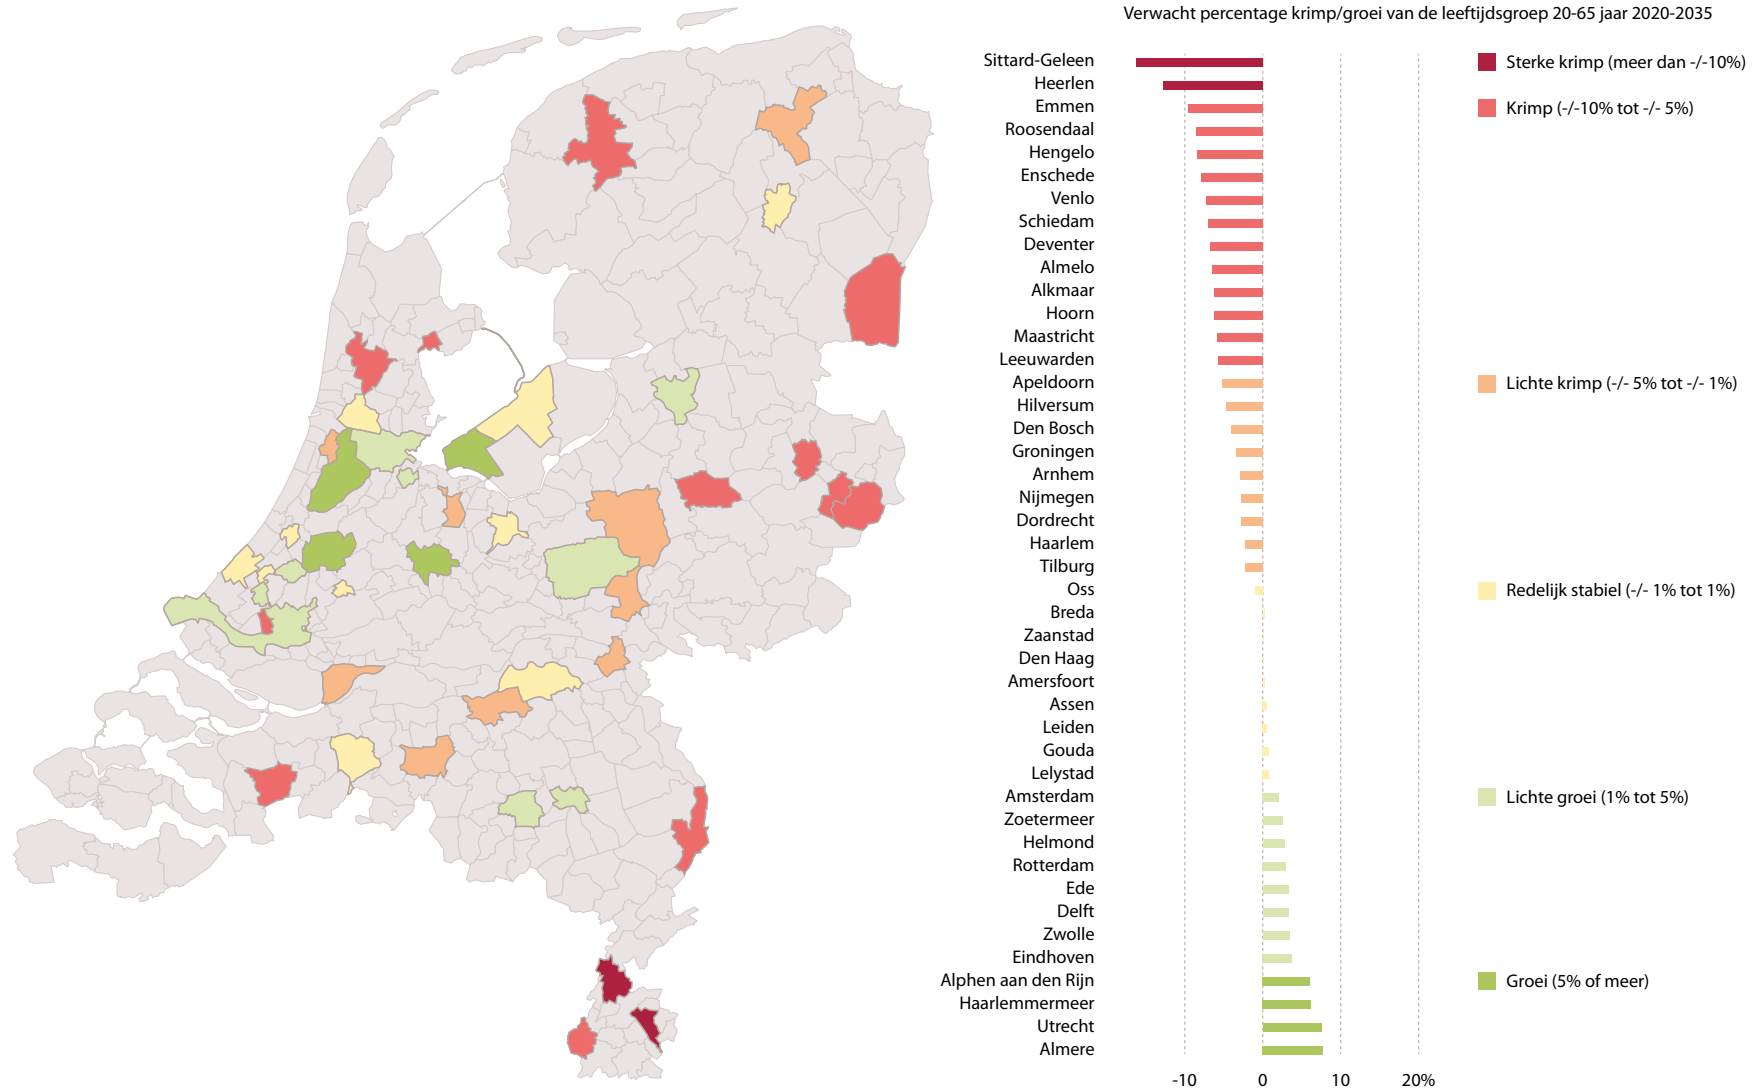 Verwacht percentage krimp/groei van de leeftijdsgroep 20-65 jaar 2020-2035
Sittard-Geleen
Sterke krimp (meer dan -/-10%)
Heerlen
Emmen
Krimp (-/-10% tot -/- 5%)
Roosendaal
Hengelo
Enschede
Venlo
Schiedam
Deventer
Almelo
Alkmaar
Hoorn
Maastricht
Leeuwarden
Apeldoorn
Lichte krimp (-/- 5% tot -/- 1%)
Hilversum
Den Bosch
Groningen
Arnhem
Nijmegen
Dordrecht
Haarlem
Tilburg
Oss
Redelijk stabiel (-/- 1% tot 1%)
Breda
Zaanstad
Den Haag
Amersfoort
Assen
Leiden
Gouda
Lelystad
Amsterdam
Lichte groei (1% tot 5%)
Zoetermeer
Helmond
Rotterdam
Ede
Delft
Zwolle
Eindhoven
Alphen aan den Rijn
Groei (5% of meer)
Haarlemmermeer
Utrecht
Almere
-10 0 10 20%